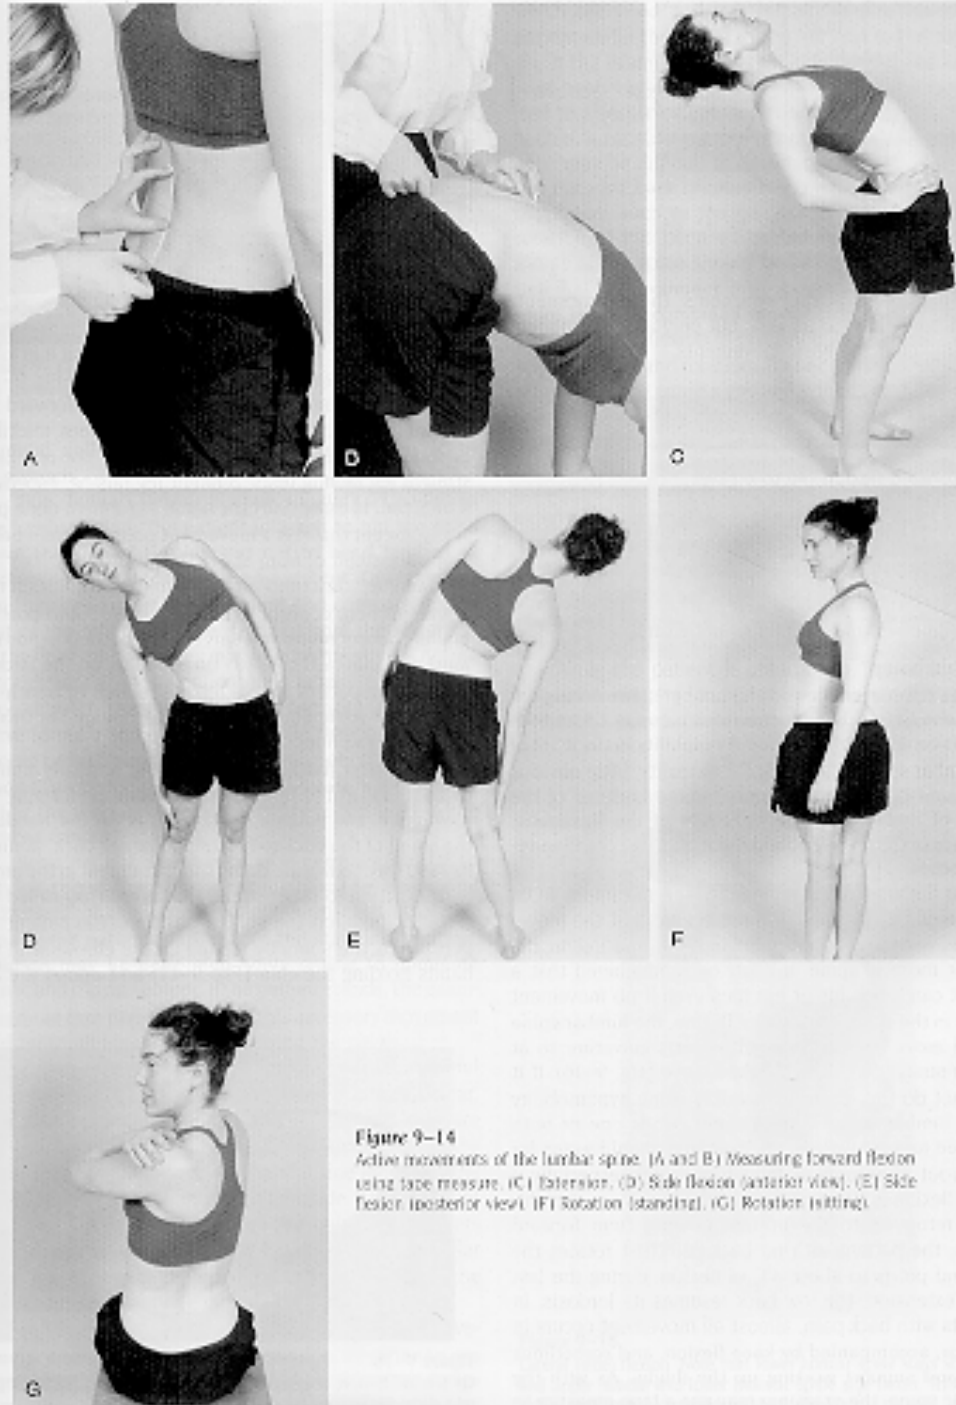 A
B
C
D
E
F
G
Figure 9–14
Active movements of the lumbar spine. (A and B) Measuring forward flexion
using tape measure. (C) Extension. (D) Side flexion (anterior view). (E) Side
flexion (posterior view). (F) Rotation (standing). (G) Rotation (sitting).